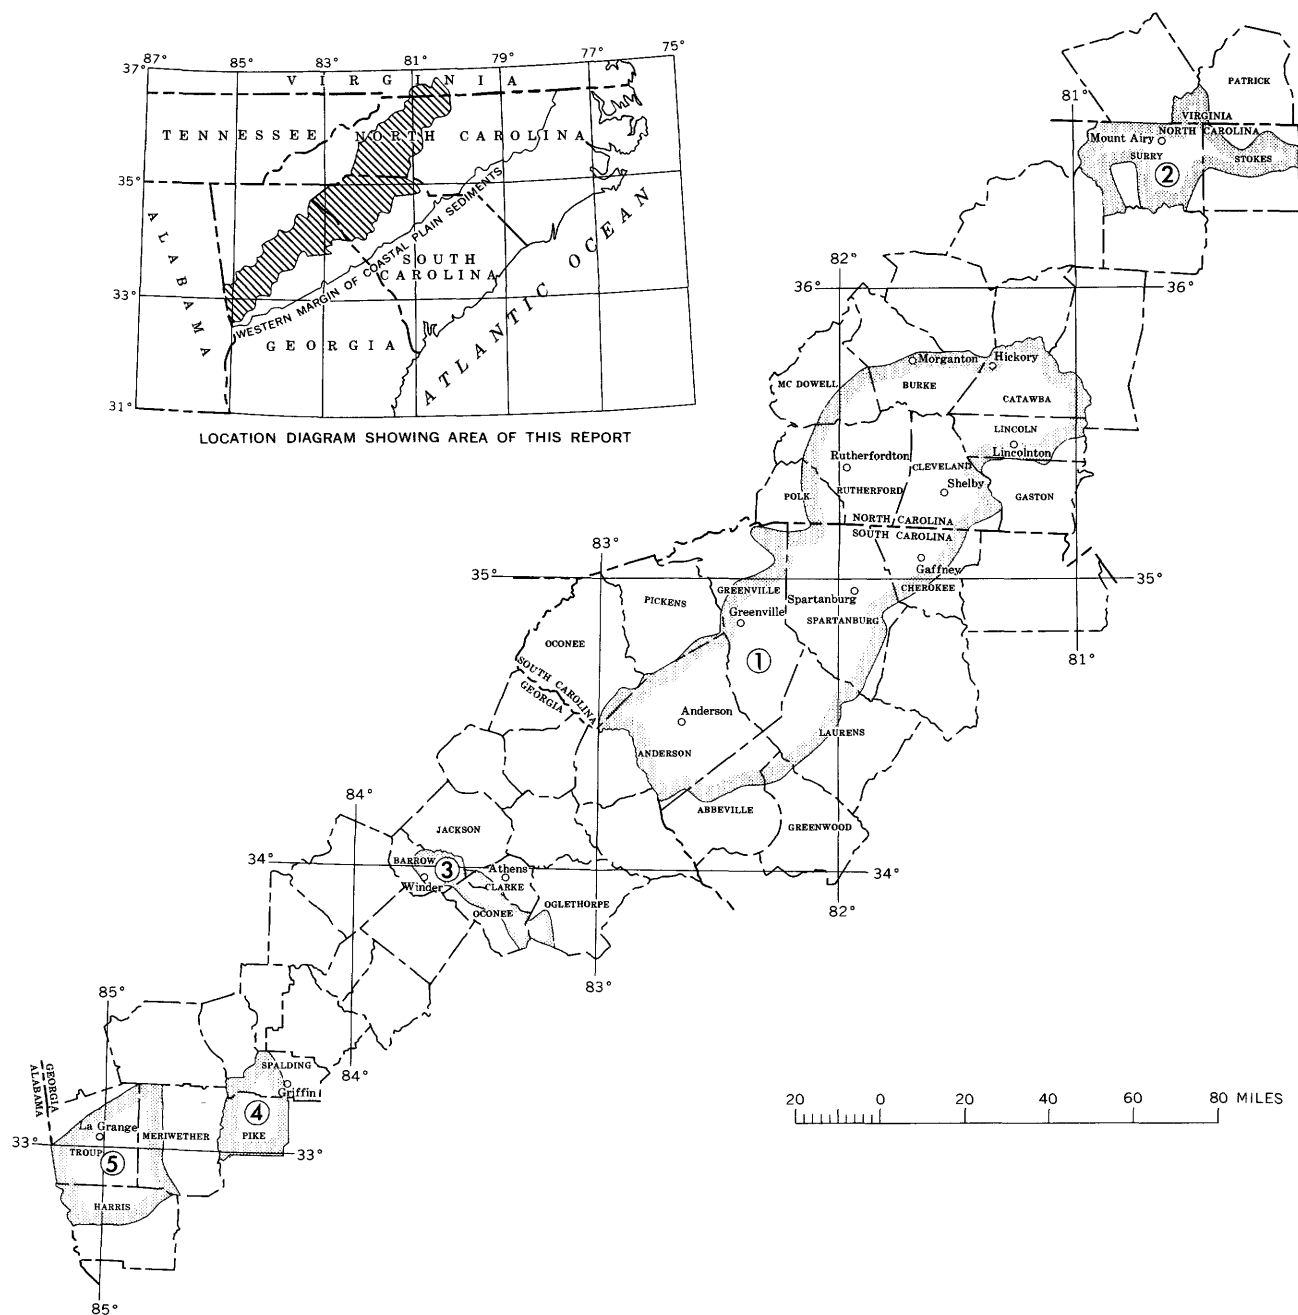 87°
85°
83°
81°
79°
77°
75°
37°
VIRGINIA
TENNESSEE
NORTH CAROLINA
35°
ALABAMA
WESTERN MARGIN OF COASTAL PLAIN SEDIMENTS
SOUTH
CAROLINA
33°
GEORGIA
ATLANTIC OCEAN
31°
LOCATION DIAGRAM SHOWING AREA OF THIS REPORT
PATRICK
81°
VIRGINIA
NORTH CAROLINA
Mount Airy
SURRY
STOKES
2
82°
36°
36°
Morganton
Hickory
MC DOWELL
BURKE
CATAWBA
LINCOLN
Lincolnton
Rutherfordton
CLEVELAND
Shelby
POLK
RUTHERFORD
GASTON
NORTH CAROLINA
SOUTH CAROLINA
83°
Gaffney
35°
35°
CHEROKEE
GREENVILLE
Spartanburg
PICKENS
Greenville
SPARTANBURG
OCONEE
81°
1
SOUTH CAROLINA
GEORGIA
Anderson
LAURENS
ANDERSON
84°
ABBEVILLE
JACKSON
GREENWOOD
34°
BARROW
3
Athens
34°
Winder
CLARKE
OGLETHORPE
OCONEE
82°
83°
85°
SPALDING
84°
GEORGIA
ALABAMA
Griffin
4
20 0 20 40 60 80 MILES
La Grange
MERIWETHER
PIKE
33°
33°
TROUP
5
HARRIS
85°